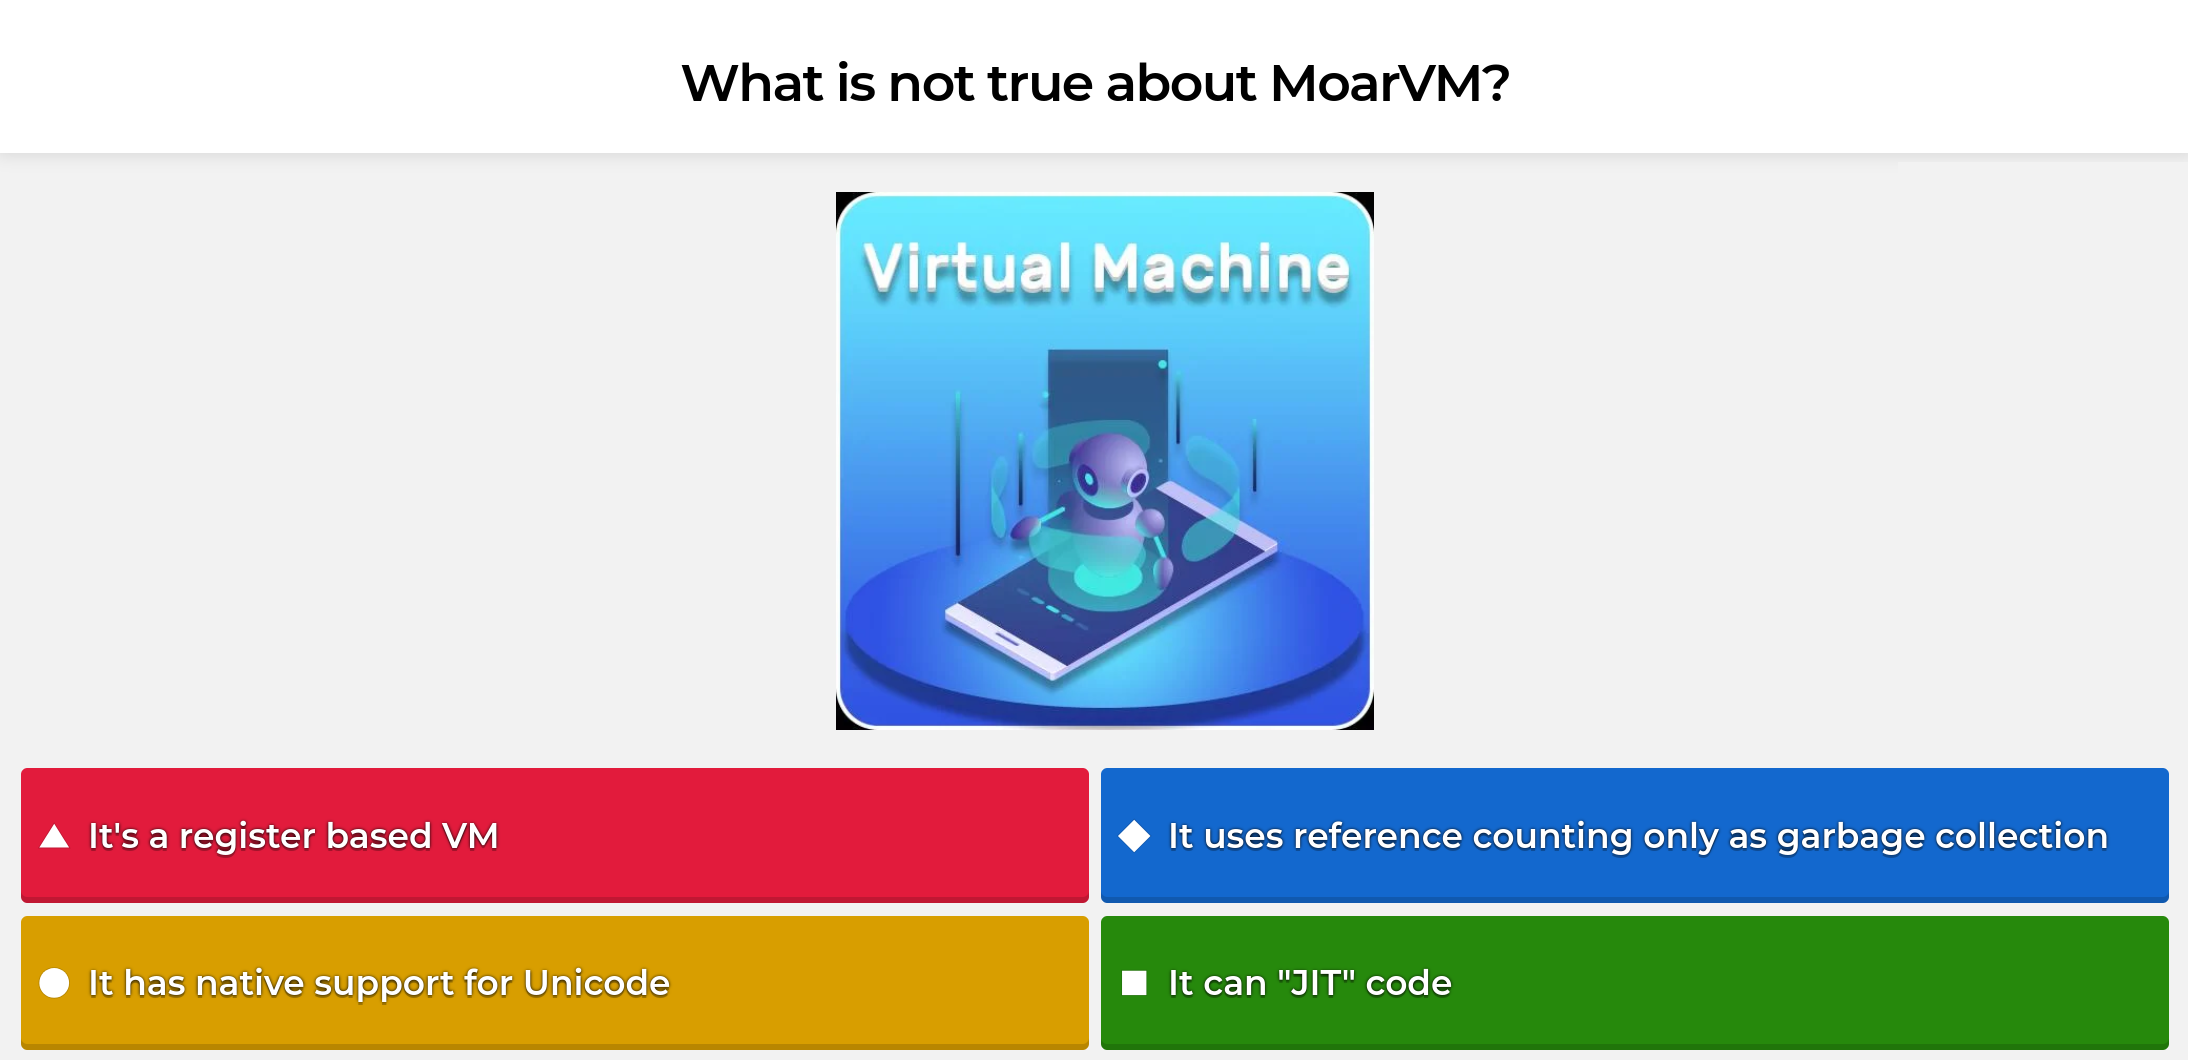 What is not true about MoarVM?
Virtual Machine
It's a register based VM
It uses reference counting only as garbage collection
It has native support for Unicode
It can "JIT" code